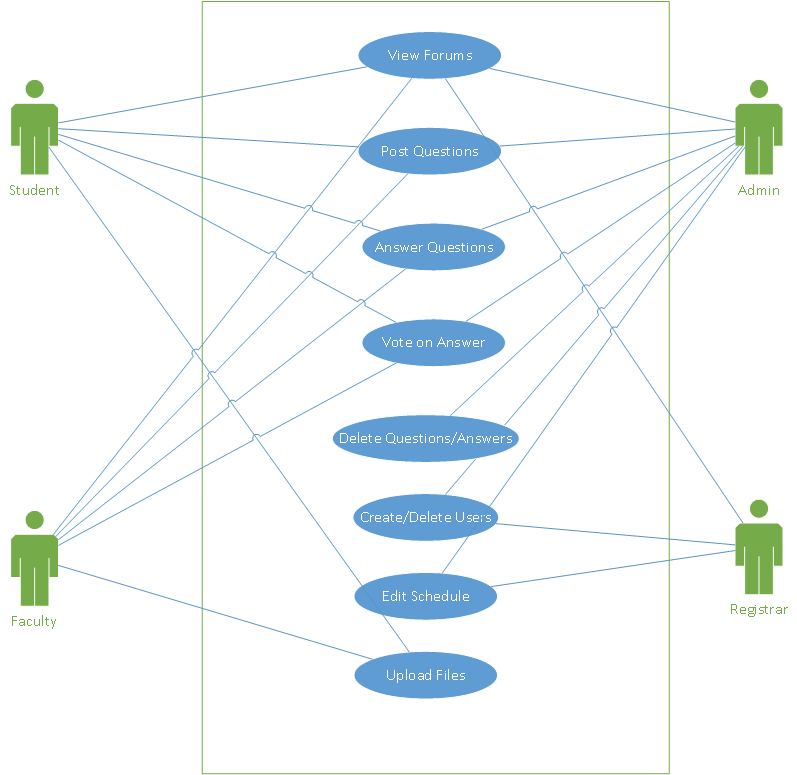 View Forums
Post Questions
Student
Admin
Answer Questions
Vote on Answer
Delete Questions/Answers
Create/Delete Users
Edit Schedule
Registrar
Faculty
Upload Files